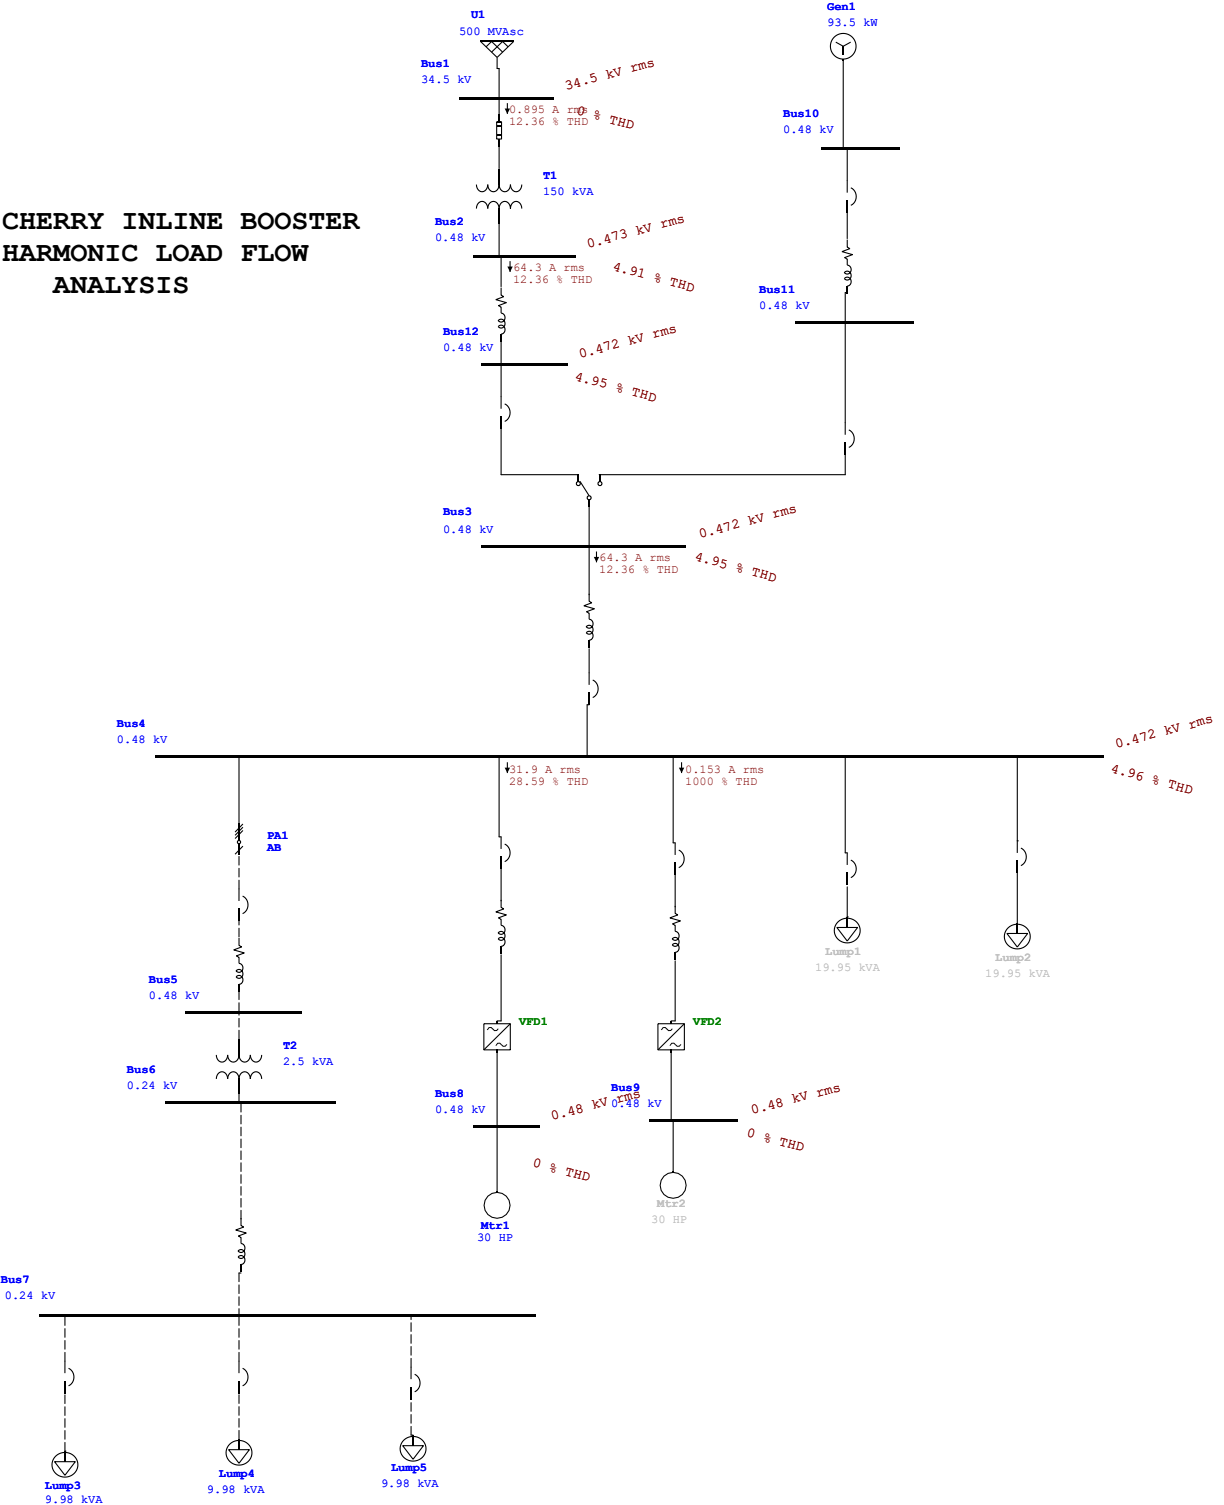 U1
500 MVAsc
Gen1
93.5 kW
Bus1
34.5 kV
34.5 kV rms
0 % THD
0.895 A rms
12.36 % THD
Bus10
0.48 kV
T1
150 kVA
CHERRY INLINE BOOSTER
HARMONIC LOAD FLOW
ANALYSIS
Bus2
0.48 kV
0.473 kV rms
4.91 % THD
64.3 A rms
12.36 % THD
Bus11
0.48 kV
Bus12
0.48 kV
0.472 kV rms
4.95 % THD
Bus3
0.48 kV
0.472 kV rms
4.95 % THD
64.3 A rms
12.36 % THD
Bus4
0.48 kV
0.472 kV rms
4.96 % THD
31.9 A rms
28.59 % THD
0.153 A rms
1000 % THD
PA1
AB
Lump1
19.95 kVA
Lump2
19.95 kVA
Bus5
0.48 kV
VFD1
VFD2
T2
2.5 kVA
Bus6
0.24 kV
Bus8
0.48 kV
0.48 kV rms
0 % THD
Bus9
0.48 kV
0.48 kV rms
0 % THD
Mtr1
30 HP
Mtr2
30 HP
Bus7
0.24 kV
Lump3
9.98 kVA
Lump4
9.98 kVA
Lump5
9.98 kVA